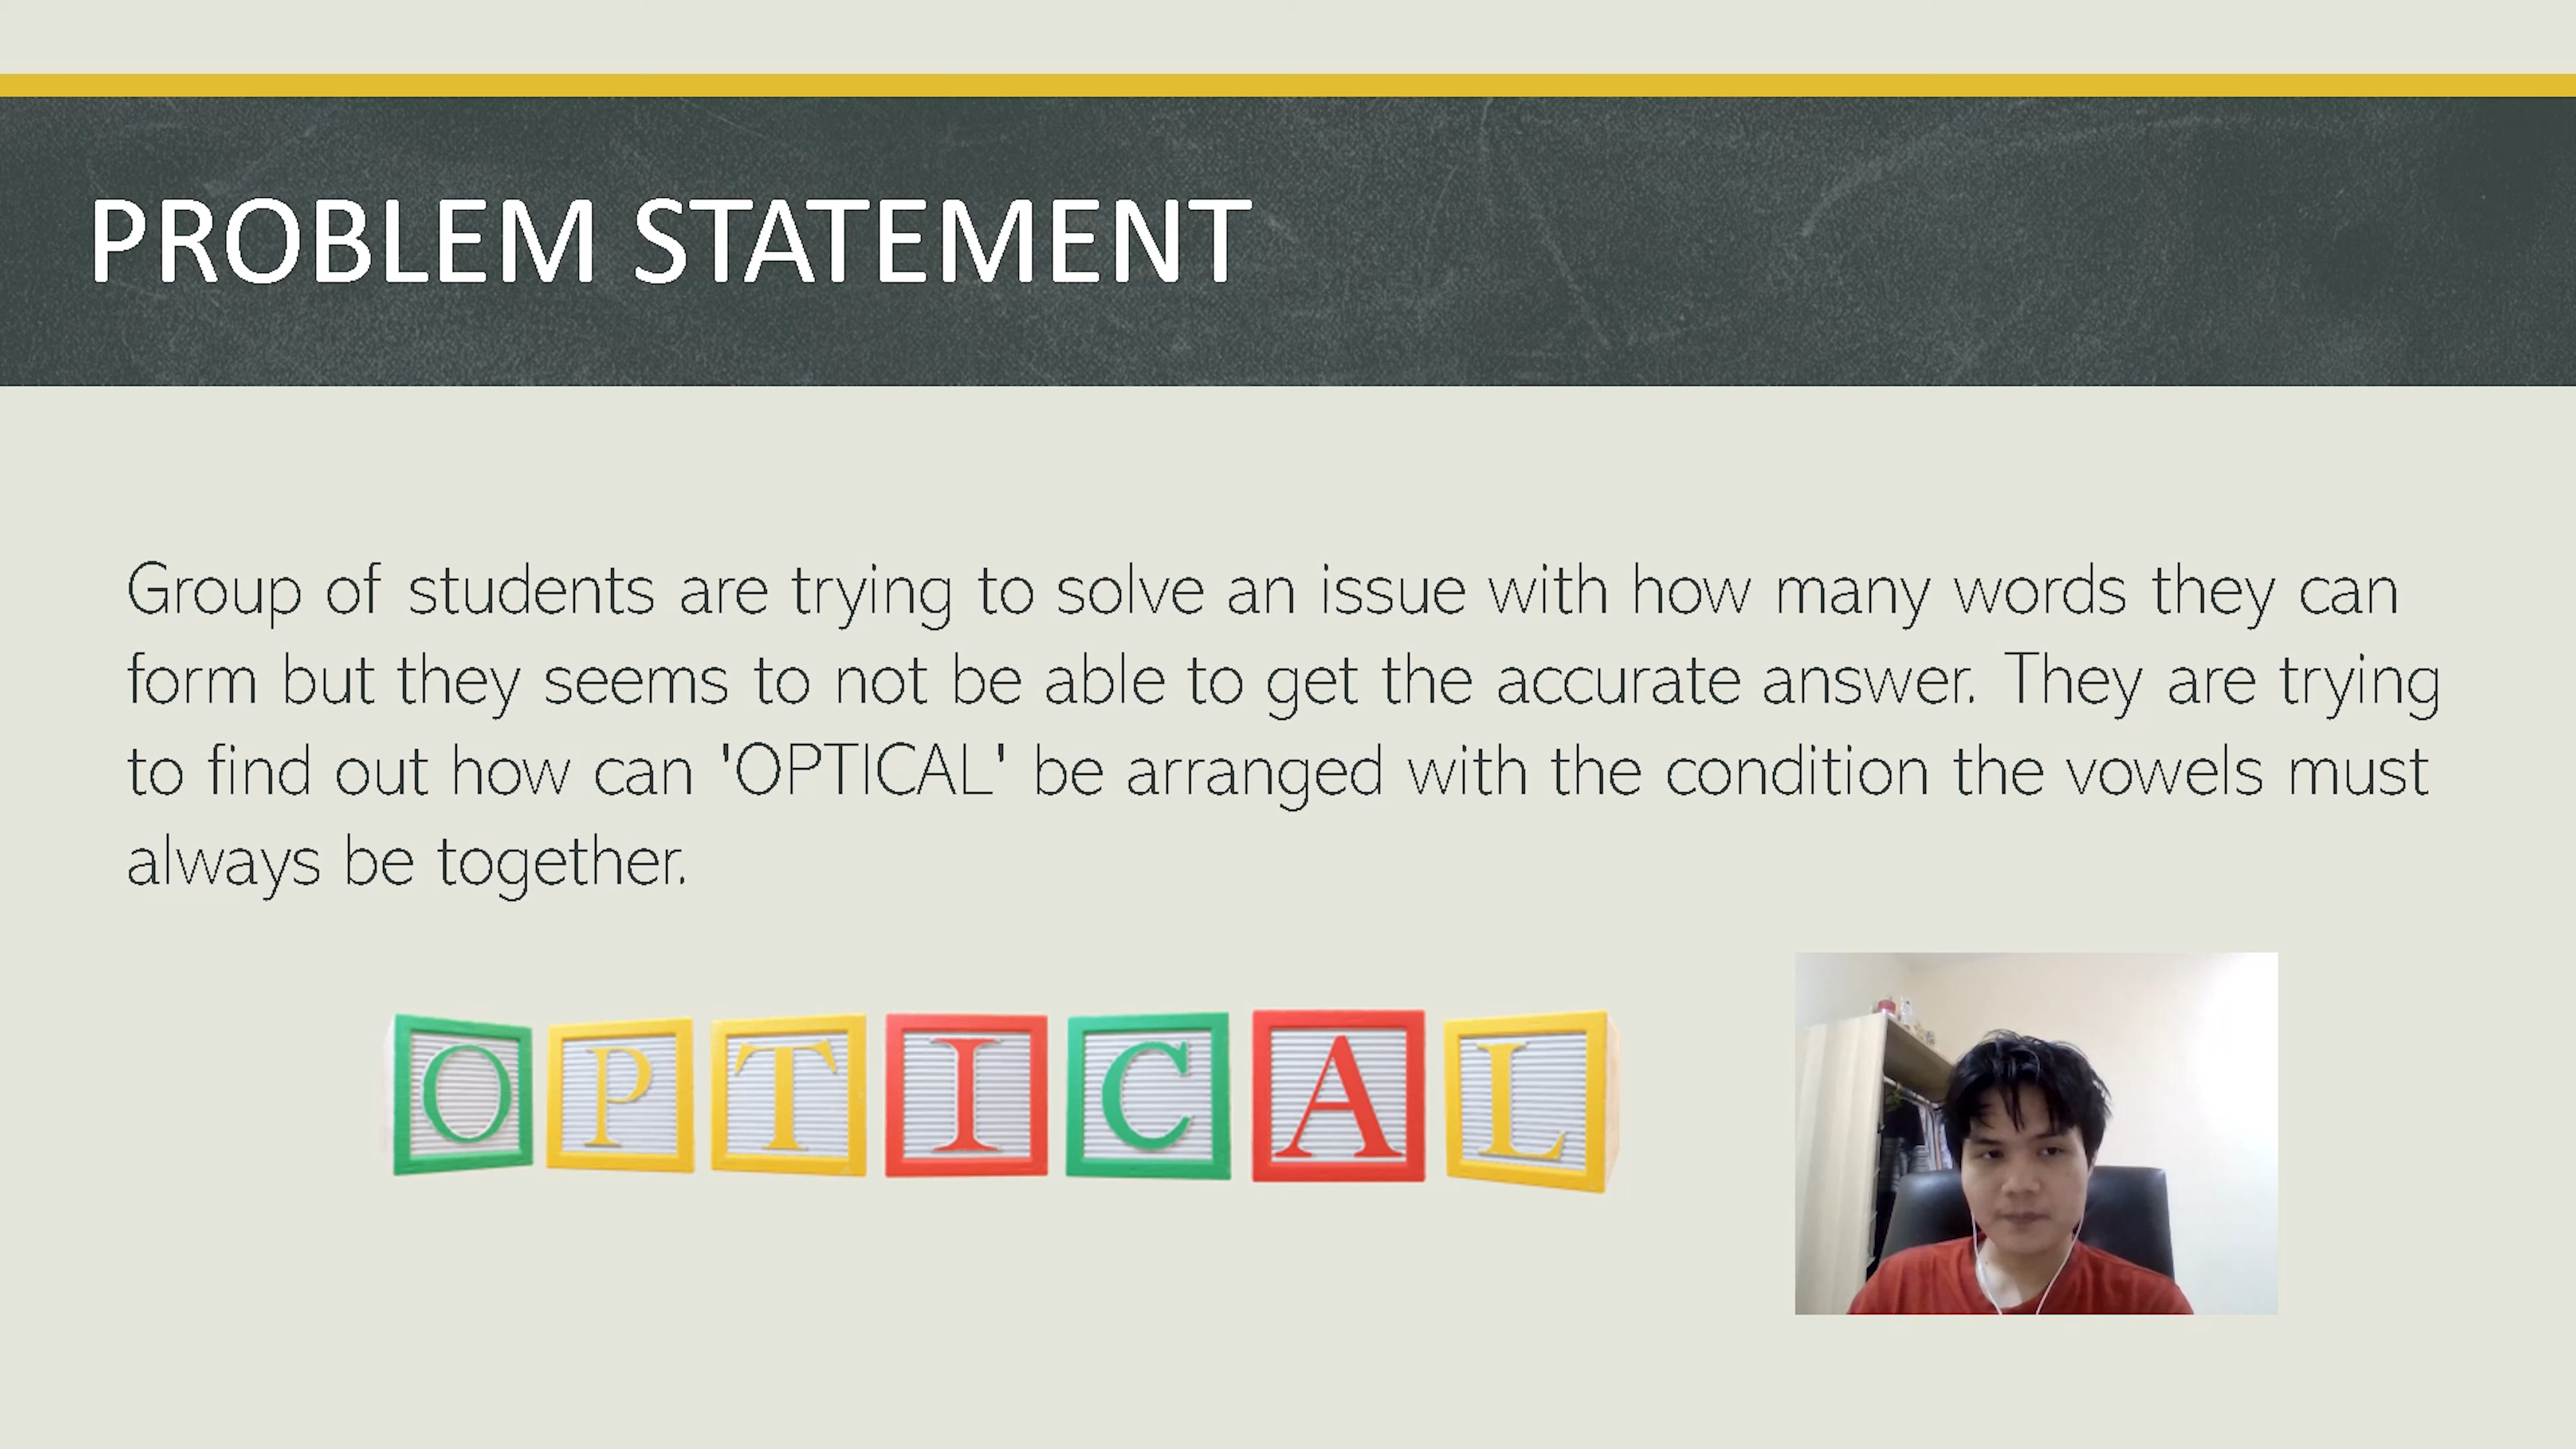 PROBLEM STATEMENT
Group of students are trying to solve an issue with how many words they can
form but they seems to not be able to get the accurate answer. They are trying
to find out how can 'OPTICAL' be arranged with the condition the vowels must
always be together.
OPTICAL